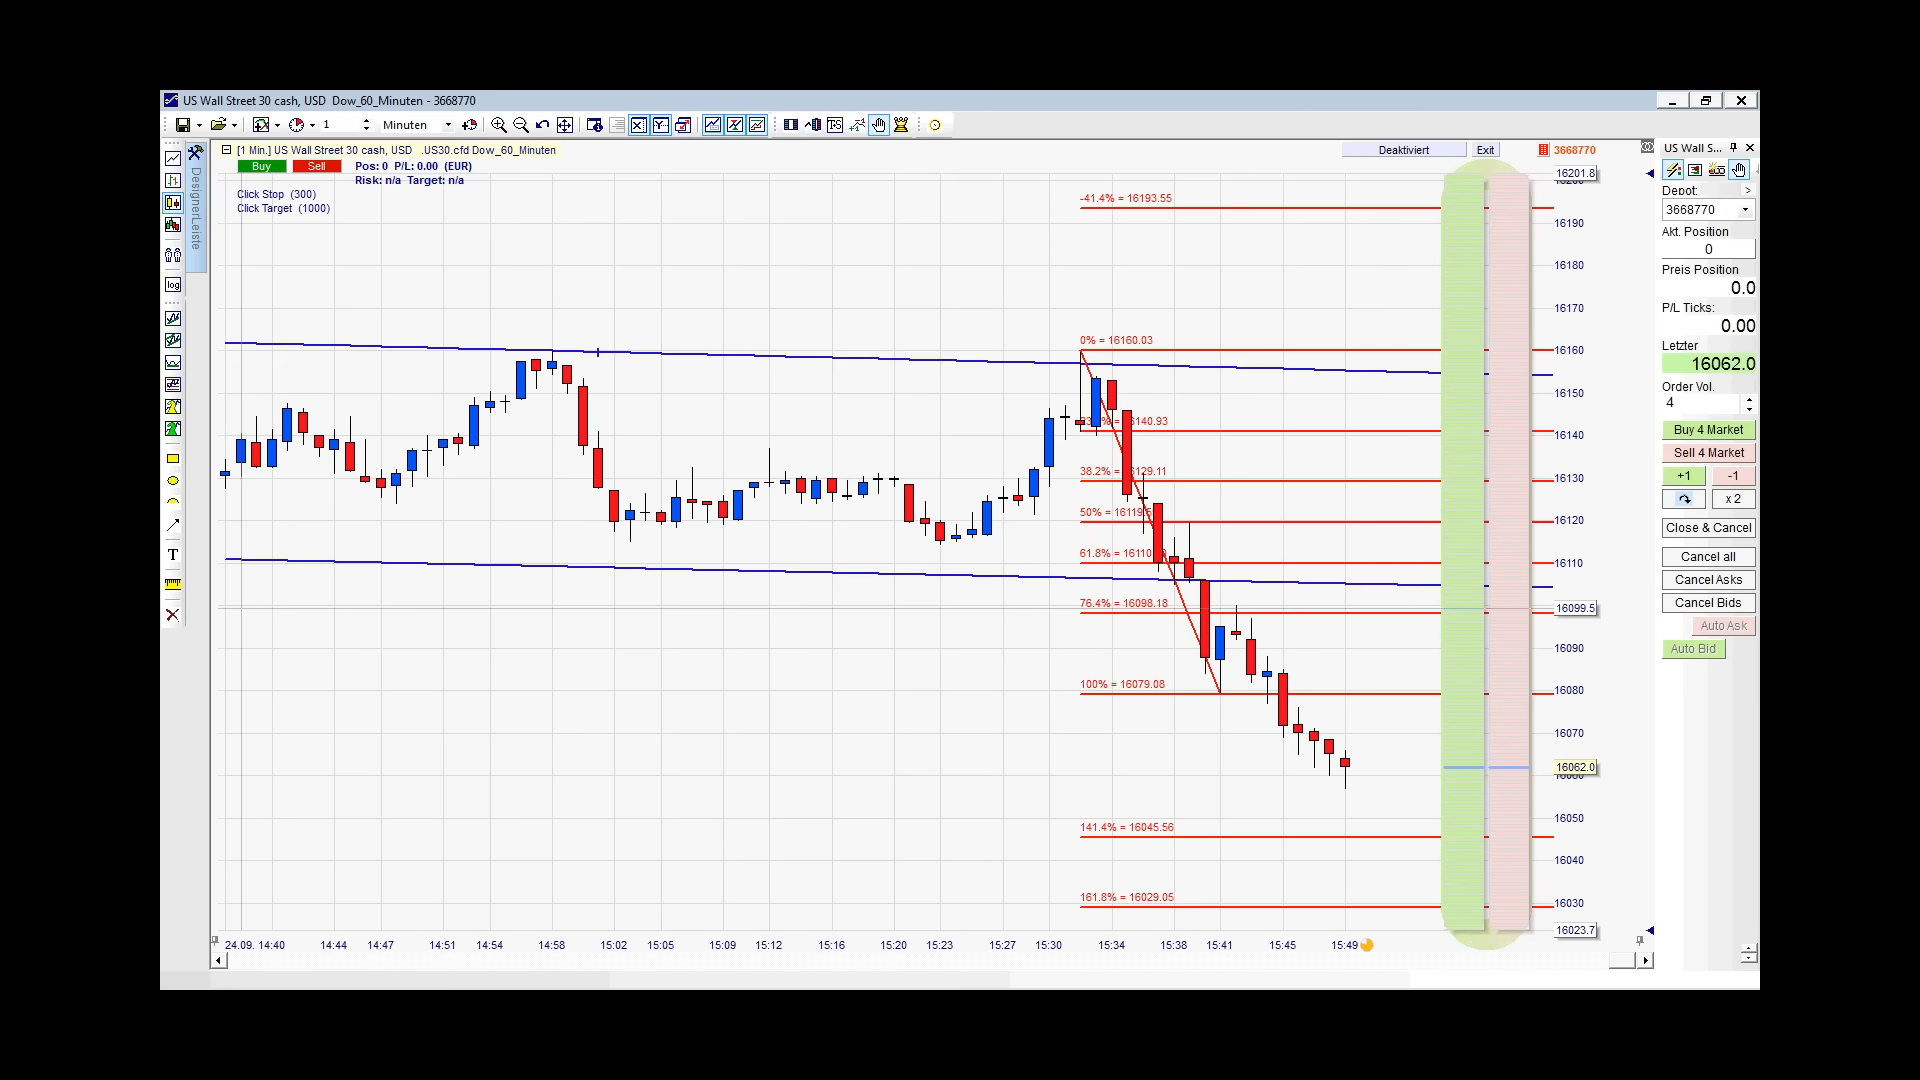 US Wall Street 30 cash, USD Dow_60_Minuten - 3668770
1 Minuten
[1 Min.] US Wall Street 30 cash, USD .US30.cfd Dow_60_Minuten
Deaktiviert
Exit
3668770
Buy
Sell
Pos: 0 P/L: 0.00 (EUR)
Risk: n/a Target: n/a
Click Stop (300)
Click Target (1000)
DesignerLeiste
log
T
-41.4% = 16193.55
0% = 16160.03
38.2% = 16129.11
61.8% = 16110
76.4% = 16098.18
100% = 16079.08
141.4% = 16045.56
161.8% = 16029.05
16201.8
16190
16180
16170
16160
16150
16140
16130
16120
16110
16099.5
16090
16080
16070
16062.0
16050
16040
16030
16023.7
24.09. 14:40 14:44 14:47 14:51 14:54 14:58 15:02 15:05 15:09 15:12 15:16 15:20 15:23 15:27 15:30 15:34 15:38 15:41 15:45 15:49
US Wall S...
Depot:
3668770
Akt. Position
0
Preis Position
0.0
P/L Ticks:
0.00
Letzter
16062.0
Order Vol.
4
Buy 4 Market
Sell 4 Market
+1 -1
x 2
Close & Cancel
Cancel all
Cancel Asks
Cancel Bids
Auto Ask
Auto Bid